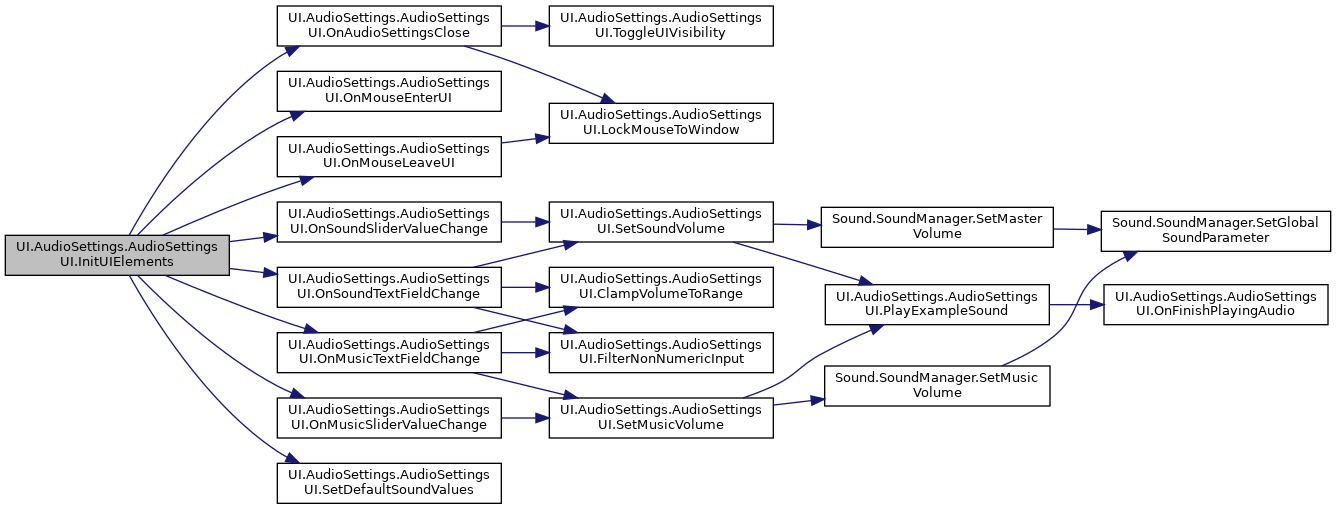 UI.AudioSettings.AudioSettings
UI.InitUIElements
UI.AudioSettings.AudioSettings
UI.OnAudioSettingsClose
UI.AudioSettings.AudioSettings
UI.OnMouseEnterUI
UI.AudioSettings.AudioSettings
UI.OnMouseLeaveUI
UI.AudioSettings.AudioSettings
UI.OnSoundSliderValueChange
UI.AudioSettings.AudioSettings
UI.OnSoundTextFieldChange
UI.AudioSettings.AudioSettings
UI.OnMusicTextFieldChange
UI.AudioSettings.AudioSettings
UI.OnMusicSliderValueChange
UI.AudioSettings.AudioSettings
UI.SetDefaultSoundValues
UI.AudioSettings.AudioSettings
UI.ToggleUIVisibility
UI.AudioSettings.AudioSettings
UI.LockMouseToWindow
UI.AudioSettings.AudioSettings
UI.SetSoundVolume
UI.AudioSettings.AudioSettings
UI.ClampVolumeToRange
UI.AudioSettings.AudioSettings
UI.FilterNonNumericInput
UI.AudioSettings.AudioSettings
UI.SetMusicVolume
Sound.SoundManager.SetMaster
Volume
UI.AudioSettings.AudioSettings
UI.PlayExampleSound
Sound.SoundManager.SetMusic
Volume
Sound.SoundManager.SetGlobal
SoundParameter
UI.AudioSettings.AudioSettings
UI.OnFinishPlayingAudio